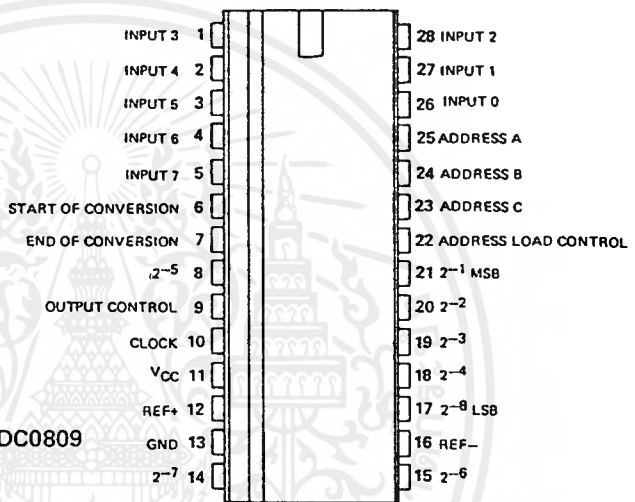 INPUT 3 1 28 INPUT 2
INPUT 4 2 27 INPUT 1
INPUT 5 3 26 INPUT 0
INPUT 6 4 25 ADDRESS A
INPUT 7 5 24 ADDRESS B
START OF CONVERSION 6 23 ADDRESS C
END OF CONVERSION 7 22 ADDRESS LOAD CONTROL
2⁻⁵ 8 21 2⁻¹ MSB
OUTPUT CONTROL 9 20 2⁻²
CLOCK 10 19 2⁻³
VCC 11 18 2⁻⁴
REF+ 12 17 2⁻⁸ LSB
DC0809 GND 13 16 REF−
2⁻⁷ 14 15 2⁻⁶